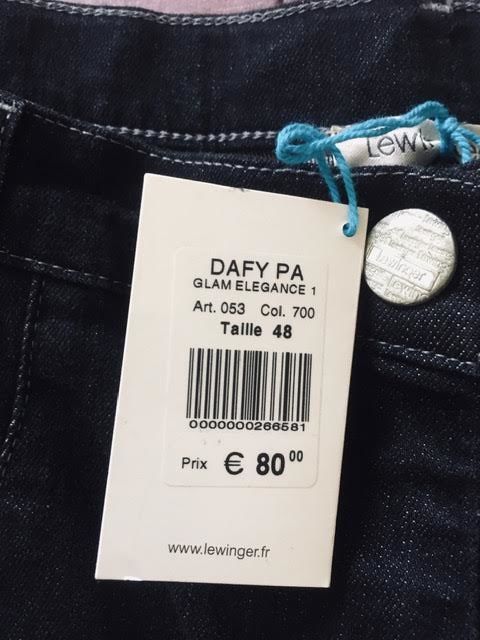 Lewi
DAFY PA
GLAM ELEGANCE 1
Art. 053 Col. 700
Taille 48
0000000266581
Prix € 80 00
www.lewinger.fr
Lewinger